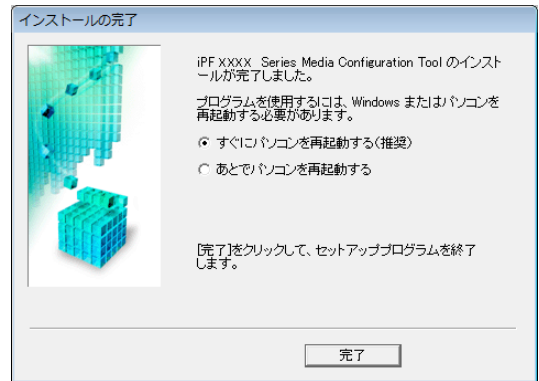 インストールの完了
iPF XXXX Series Media Configuration Tool のインスト
ールが完了しました。
プログラムを使用するには、Windows またはパソコンを
再起動する必要があります。
すぐにパソコンを再起動する(推奨)
あとでパソコンを再起動する
[完了]をクリックして、セットアッププログラムを終了
します。
完了